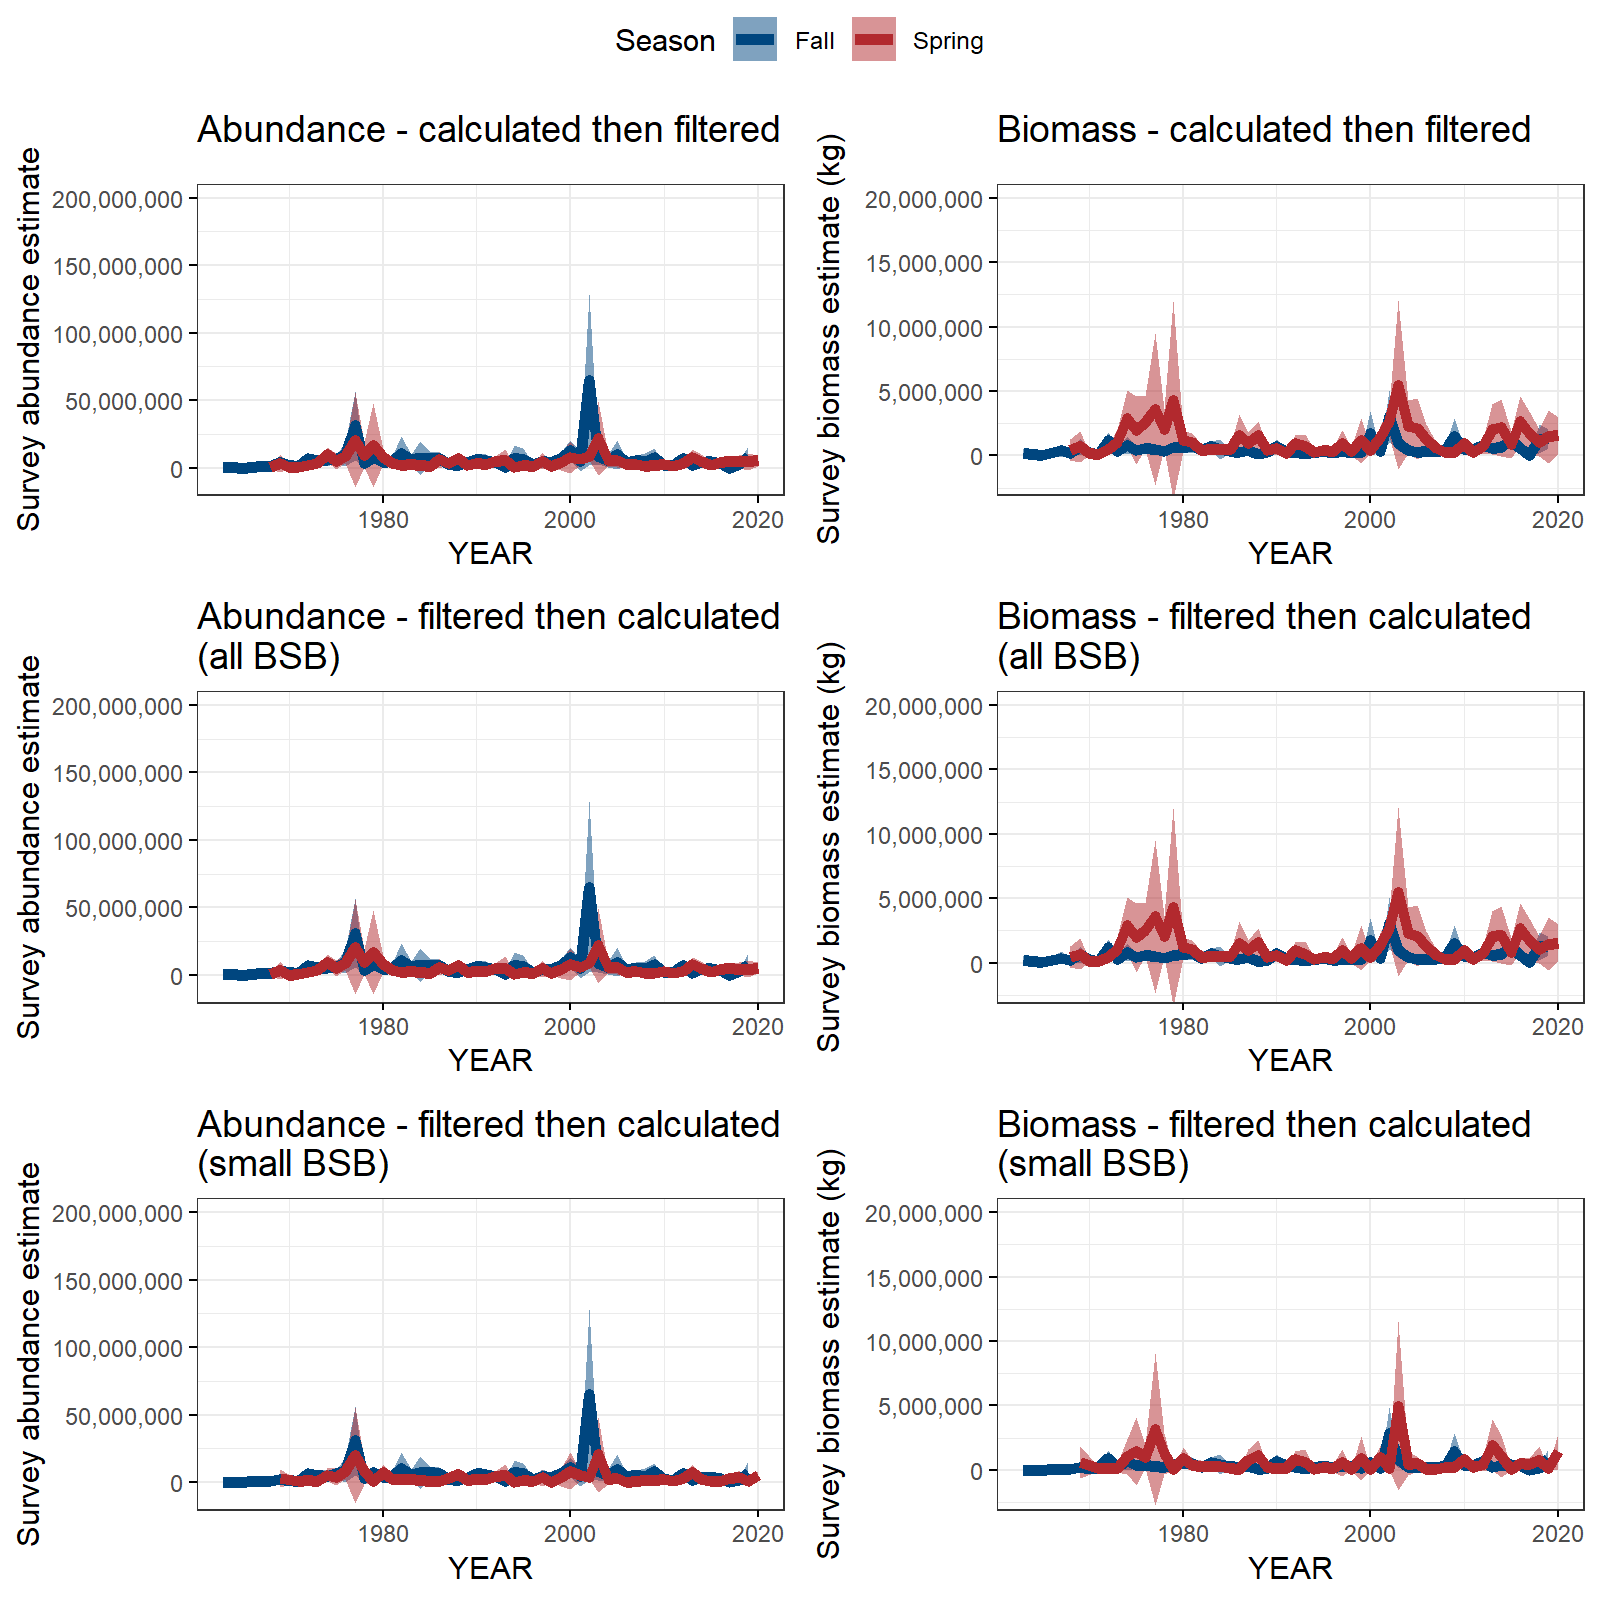 Season Fall Spring
Abundance - calculated then filtered
Survey abundance estimate
200,000,000
150,000,000
100,000,000
50,000,000
0
1980 2000 2020
YEAR
Biomass - calculated then filtered
Survey biomass estimate (kg)
20,000,000
15,000,000
10,000,000
5,000,000
0
1980 2000 2020
YEAR
Abundance - filtered then calculated
(all BSB)
Survey abundance estimate
200,000,000
150,000,000
100,000,000
50,000,000
0
1980 2000 2020
YEAR
Biomass - filtered then calculated
(all BSB)
Survey biomass estimate (kg)
20,000,000
15,000,000
10,000,000
5,000,000
0
1980 2000 2020
YEAR
Abundance - filtered then calculated
(small BSB)
Survey abundance estimate
200,000,000
150,000,000
100,000,000
50,000,000
0
1980 2000 2020
YEAR
Biomass - filtered then calculated
(small BSB)
Survey biomass estimate (kg)
20,000,000
15,000,000
10,000,000
5,000,000
0
1980 2000 2020
YEAR